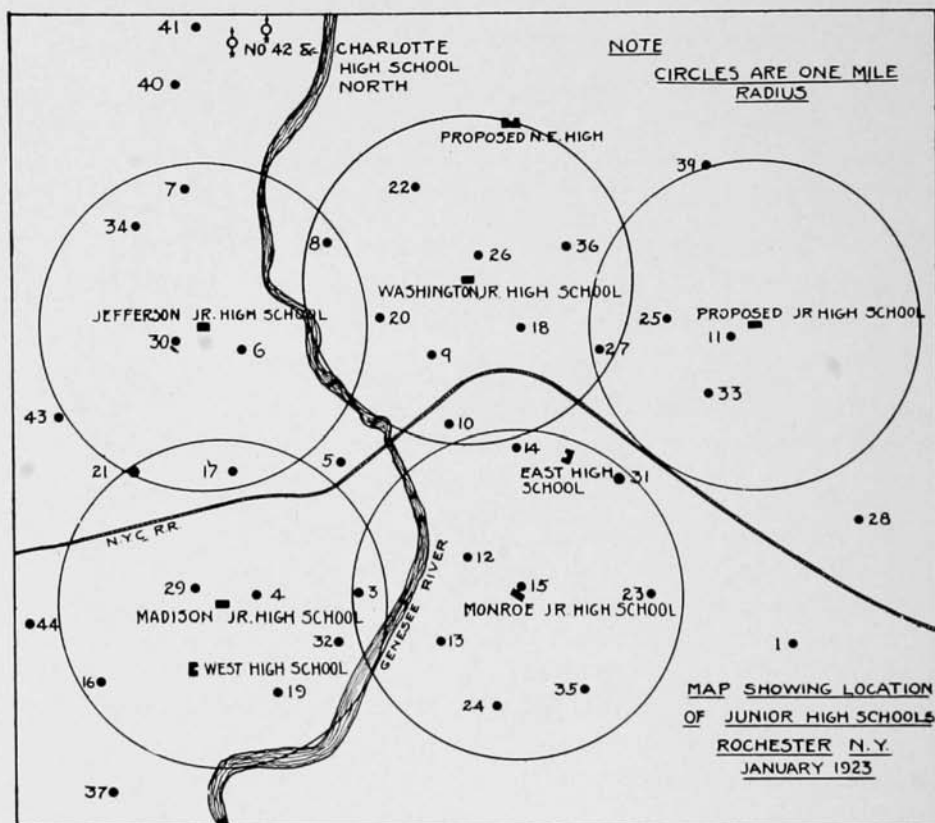 41
NO 42 & CHARLOTTE
HIGH SCHOOL
NORTH
40
NOTE
CIRCLES ARE ONE MILE
RADIUS
PROPOSED N.E. HIGH
39
7
22
34
8
36
26
WASHINGTON JR. HIGH SCHOOL
JEFFERSON JR. HIGH SCHOOL
20
18
25
PROPOSED JR HIGH SCHOOL
30
6
9
27
11
33
43
10
21
17
5
14
EAST HIGH
SCHOOL
31
N.Y.C. R.R.
28
12
29
4
3
15
23
MADISON JR. HIGH SCHOOL
GENESEE RIVER
MONROE JR. HIGH SCHOOL
44
32
13
1
WEST HIGH SCHOOL
16
19
24
35
MAP SHOWING LOCATION
OF JUNIOR HIGH SCHOOLS
ROCHESTER N.Y.
JANUARY 1923
37